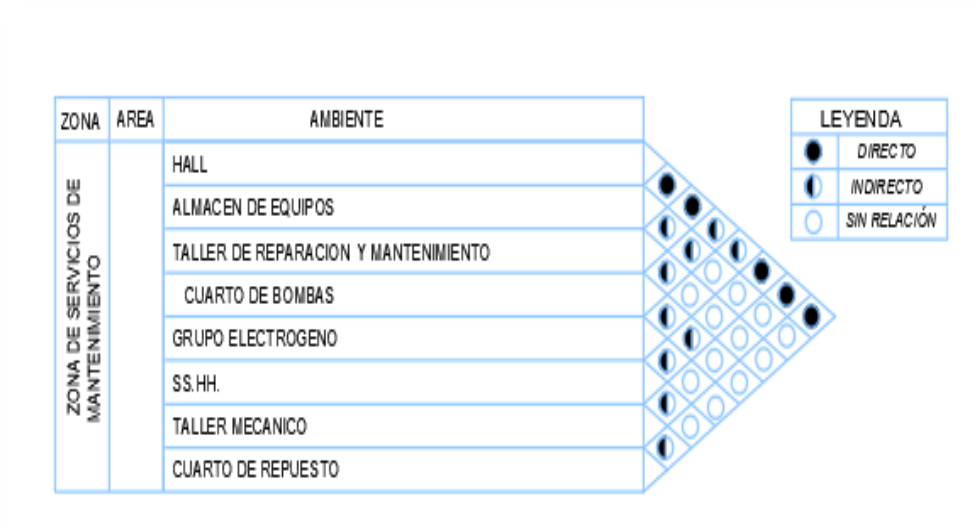 ZONA
AREA
AMBIENTE
ZONA DE SERVICIOS DE
MANTENIMIENTO
HALL
ALMACEN DE EQUIPOS
TALLER DE REPARACION Y MANTENIMIENTO
CUARTO DE BOMBAS
GRUPO ELECTROGENO
SS.HH.
TALLER MECANICO
CUARTO DE REPUESTO
LEYENDA
DIRECTO
INDIRECTO
SIN RELACIÓN